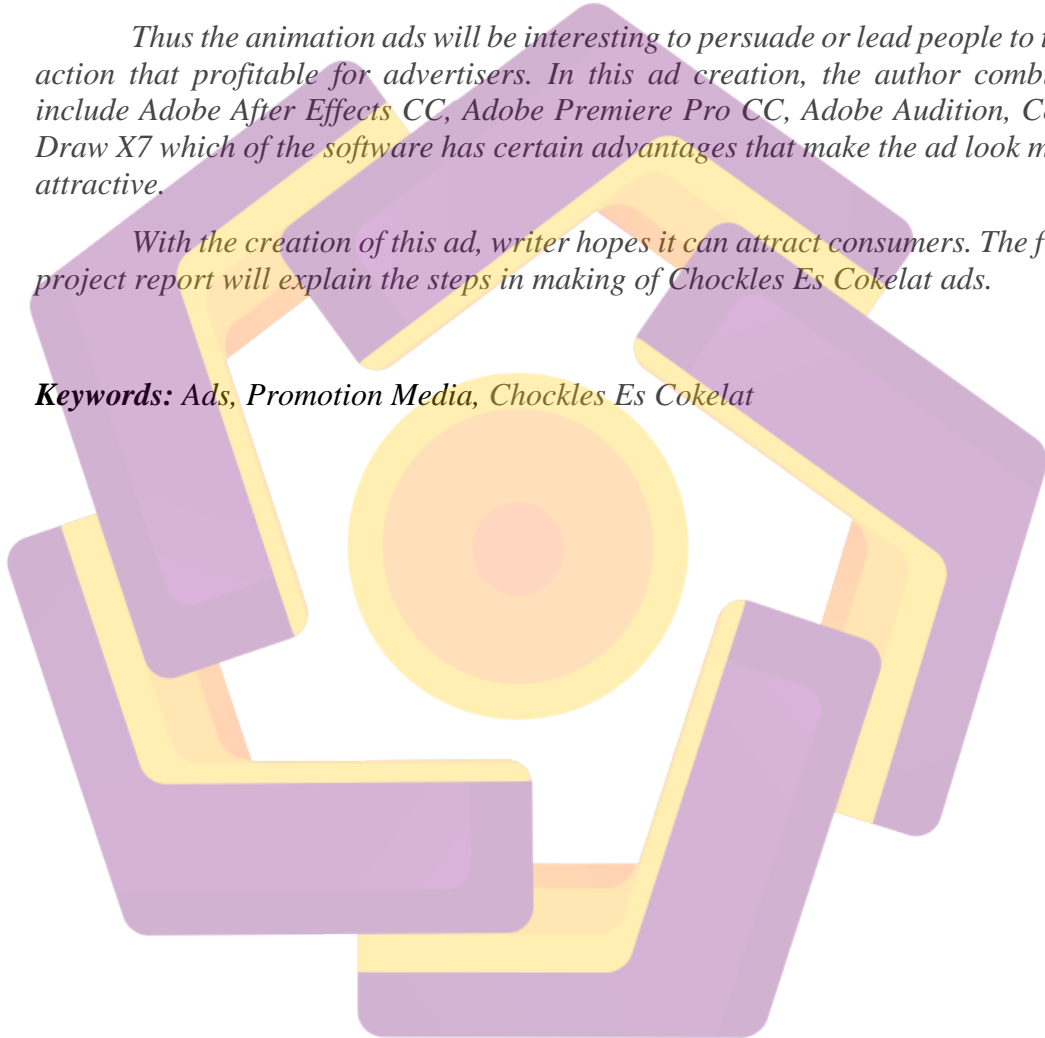 Thus the animation ads will be interesting to persuade or lead people to
action that profitable for advertisers. In this ad creation, the author
include Adobe After Effects CC, Adobe Premiere Pro CC, Adobe Audition,
Draw X7 which of the software has certain advantages that make the ad look
attractive.
With the creation of this ad, writer hopes it can attract consumers. The
project report will explain the steps in making of Chockles Es Cokelat ads.
Keywords: Ads, Promotion Media, Chockles Es Cokelat